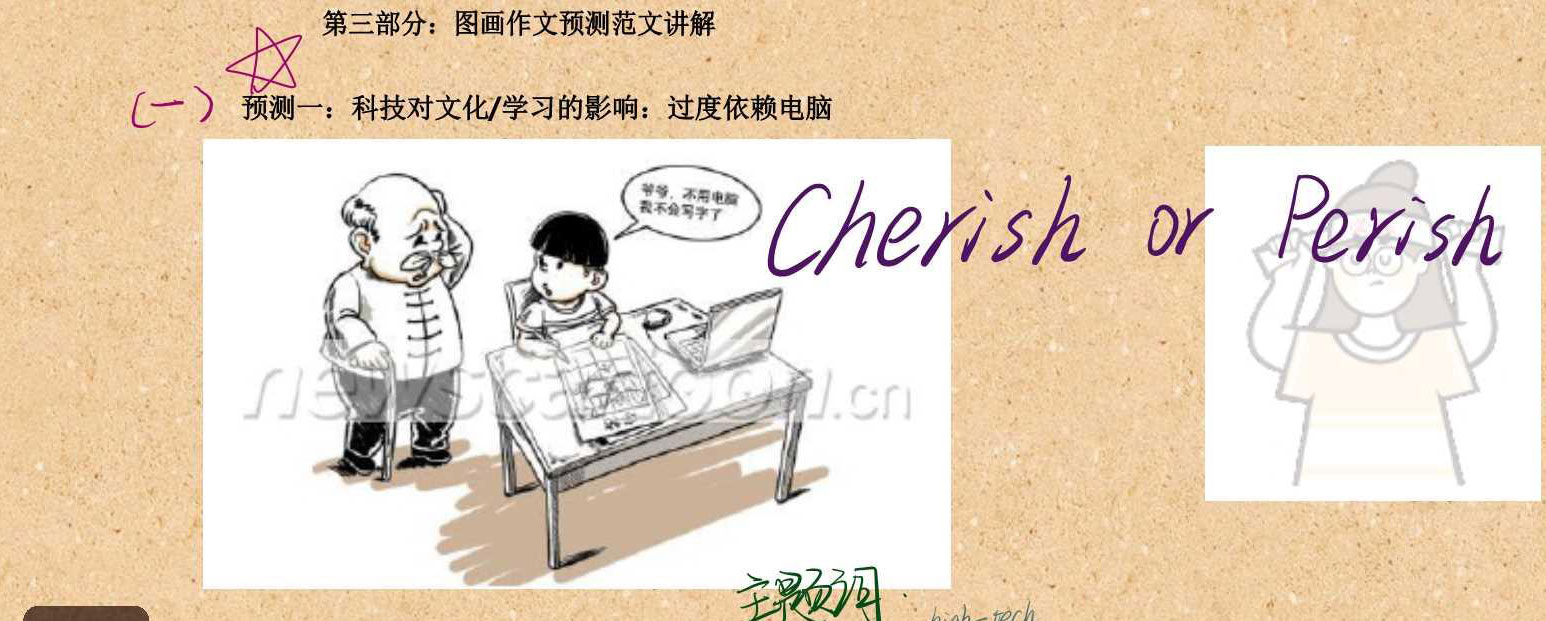 第三部分：图画作文预测范文讲解
(一) 预测一：科技对文化/学习的影响：过度依赖电脑
爷爷，不用电脑
我不会写字了
Cherish or Perish
newscartoon.cn
主题词
high-tech